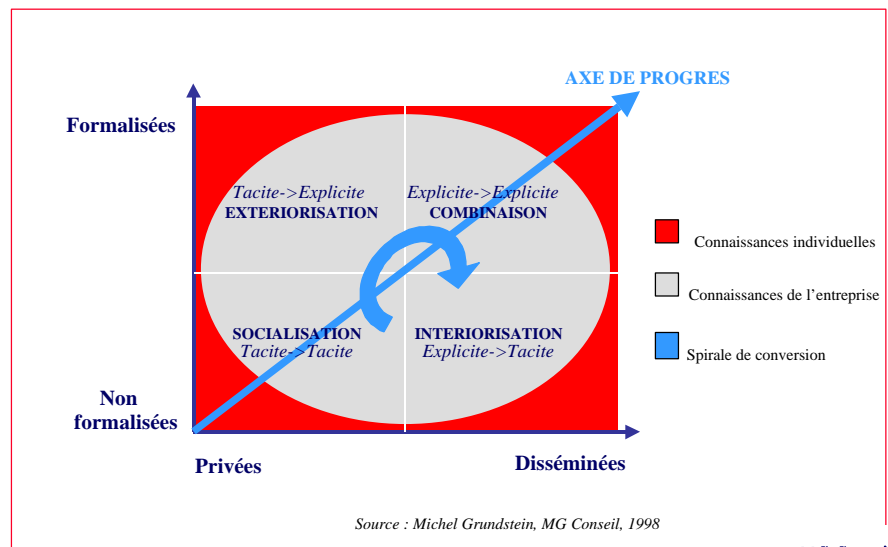 AXE DE PROGRES
Formalisées
Tacite->Explicite
EXTERIORISATION
Explicite->Explicite
COMBINAISON
SOCIALISATION
Tacite->Tacite
INTERIORISATION
Explicite->Tacite
Non
formalisées
Privées
Disséminées
Connaissances individuelles
Connaissances de l’entreprise
Spirale de conversion
Source : Michel Grundstein, MG Conseil, 1998